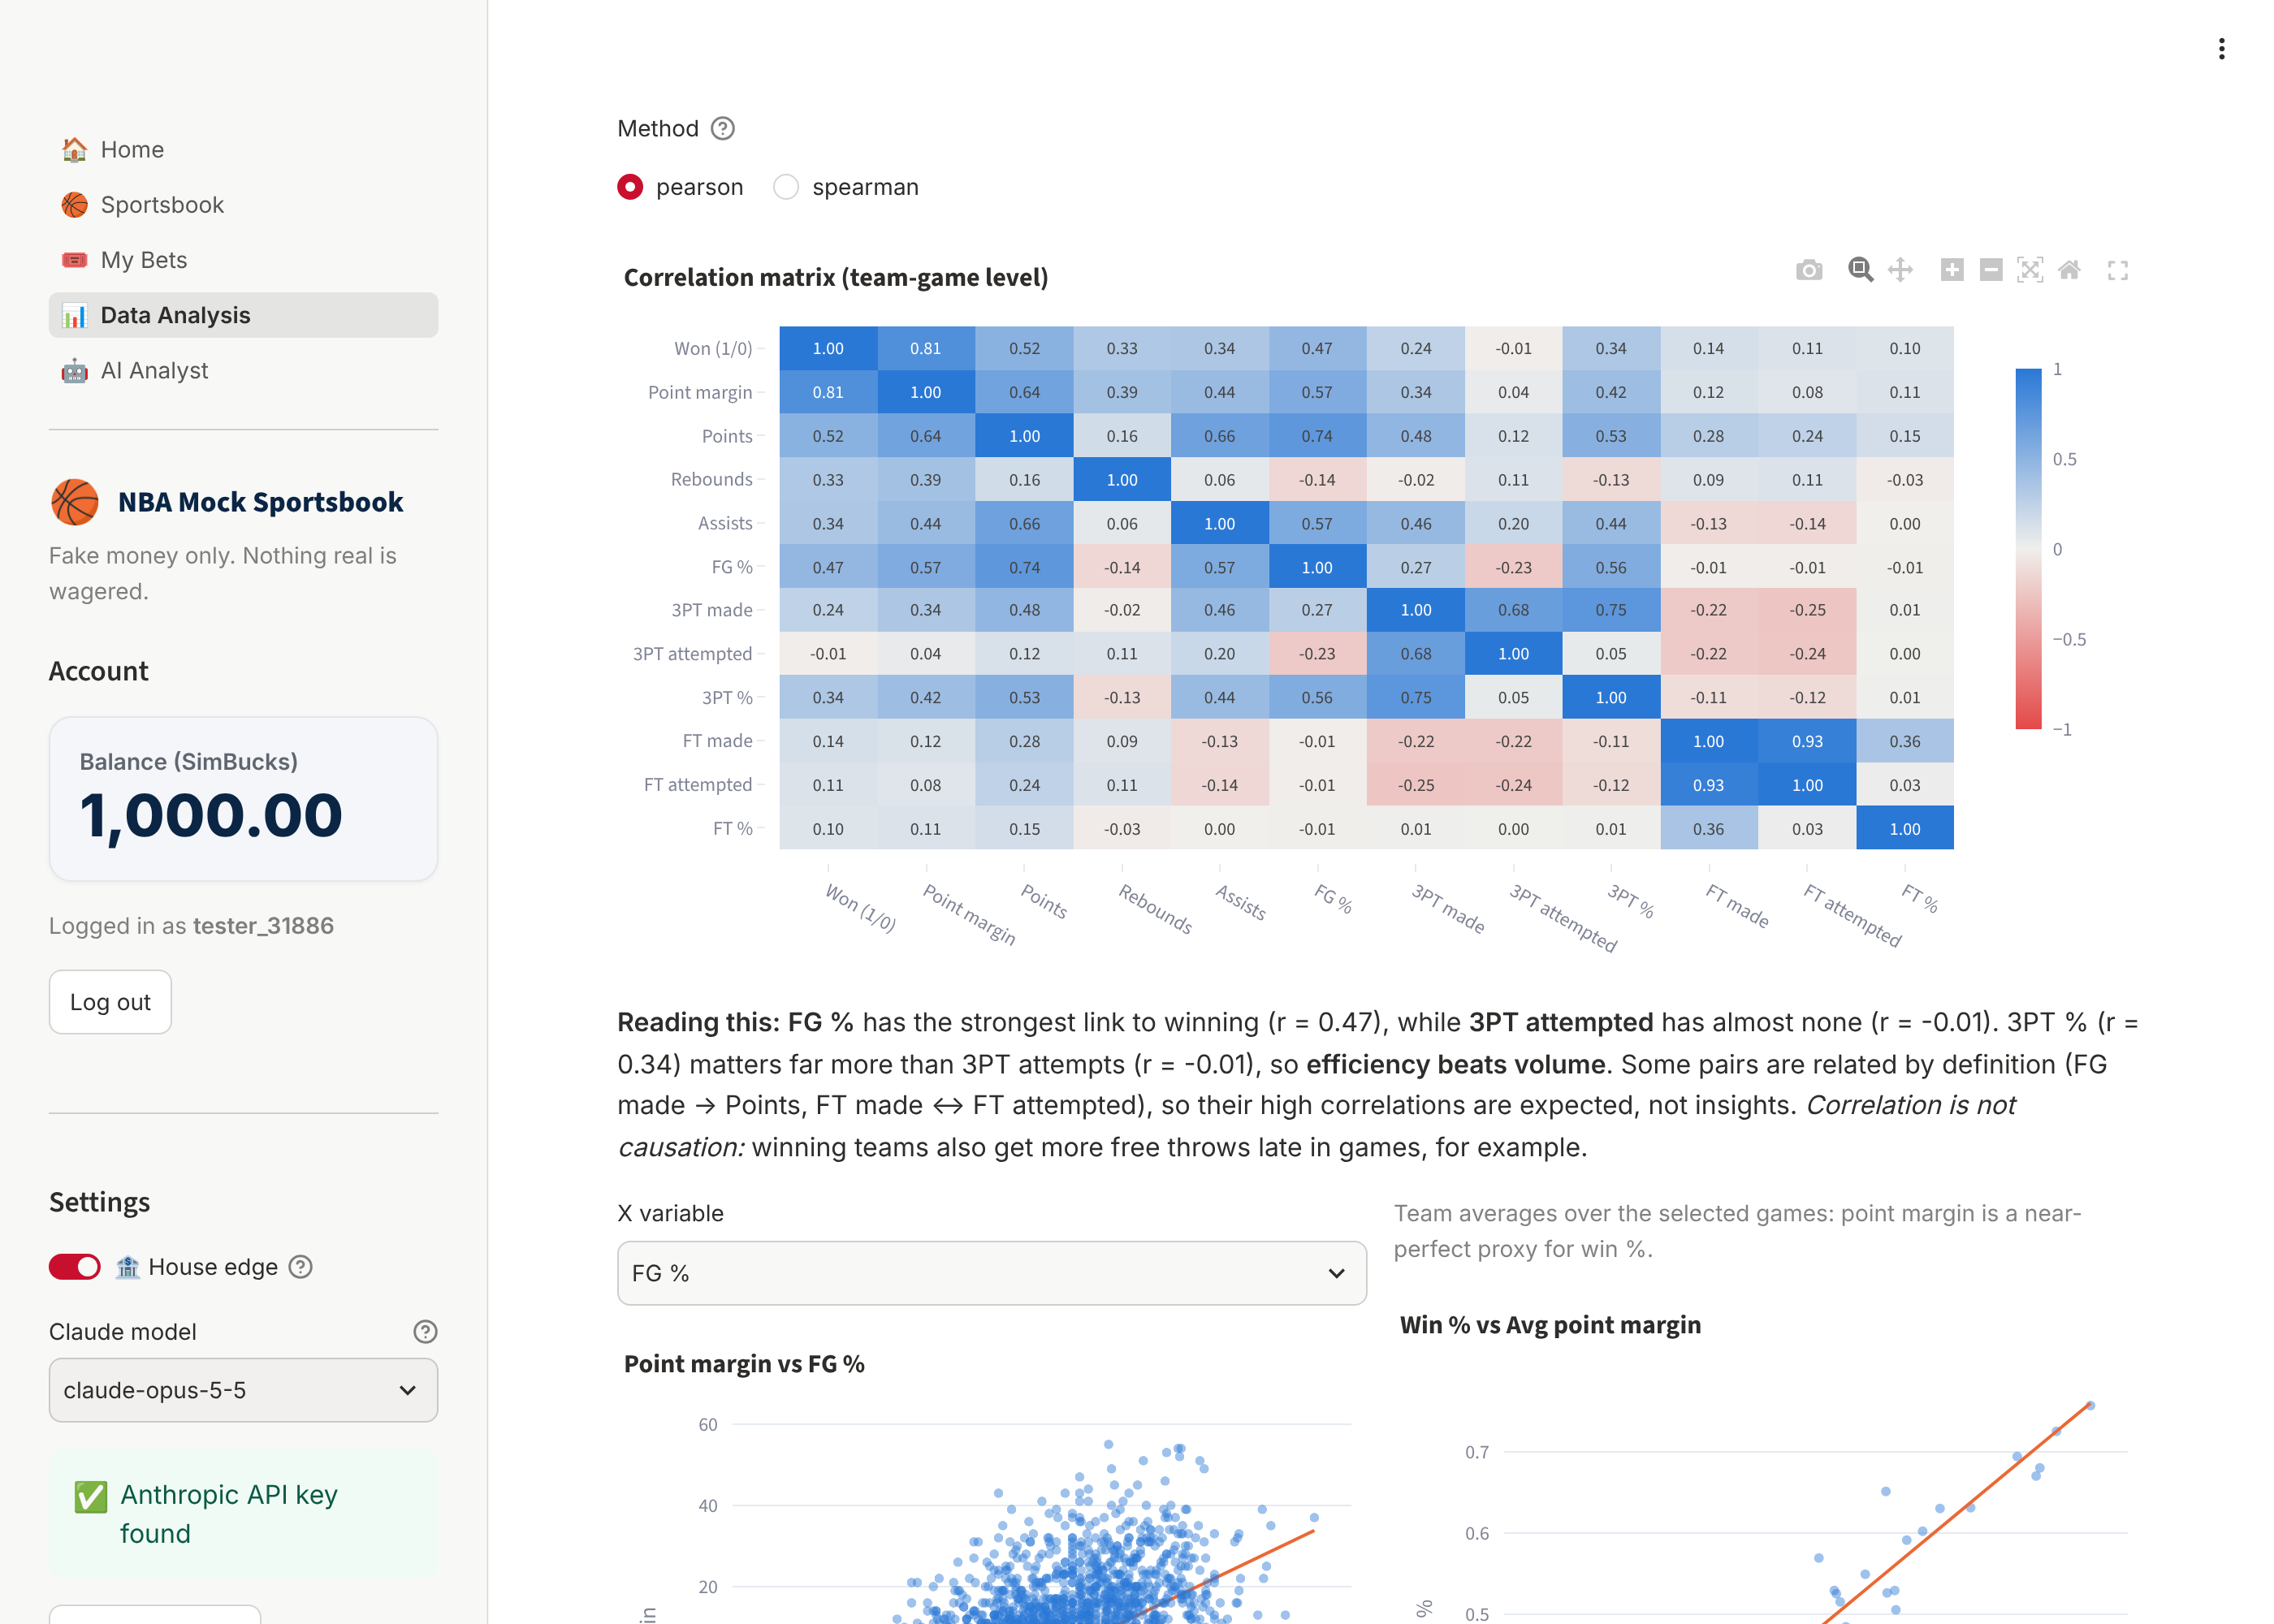 Home
Sportsbook
My Bets
Data Analysis
AI Analyst
NBA Mock Sportsbook
Fake money only. Nothing real is
wagered.
Account
Balance (SimBucks)
1,000.00
Logged in as tester_31886
Log out
Settings
House edge
Claude model
claude-opus-5-5
Anthropic API key
found
Method
pearson spearman
Correlation matrix (team-game level)
Won (1/0) 1.00 0.81 0.52 0.33 0.34 0.47 0.24 -0.01 0.34 0.14 0.11 0.10
Point margin 0.81 1.00 0.64 0.39 0.44 0.57 0.34 0.04 0.42 0.12 0.08 0.11
Points 0.52 0.64 1.00 0.16 0.66 0.74 0.48 0.12 0.53 0.28 0.24 0.15
Rebounds 0.33 0.39 0.16 1.00 0.06 -0.14 -0.02 0.11 -0.13 0.09 0.11 -0.03
Assists 0.34 0.44 0.66 0.06 1.00 0.57 0.46 0.20 0.44 -0.13 -0.14 0.00
FG % 0.47 0.57 0.74 -0.14 0.57 1.00 0.27 -0.23 0.56 -0.01 -0.01 -0.01
3PT made 0.24 0.34 0.48 -0.02 0.46 0.27 1.00 0.68 0.75 -0.22 -0.25 0.01
3PT attempted -0.01 0.04 0.12 0.11 0.20 -0.23 0.68 1.00 0.05 -0.22 -0.24 0.00
3PT % 0.34 0.42 0.53 -0.13 0.44 0.56 0.75 0.05 1.00 -0.11 -0.12 0.01
FT made 0.14 0.12 0.28 0.09 -0.13 -0.01 -0.22 -0.22 -0.11 1.00 0.93 0.36
FT attempted 0.11 0.08 0.24 0.11 -0.14 -0.01 -0.25 -0.24 -0.12 0.93 1.00 0.03
FT % 0.10 0.11 0.15 -0.03 0.00 -0.01 0.01 0.00 0.01 0.36 0.03 1.00
Won (1/0) Point margin Points Rebounds Assists FG % 3PT made 3PT attempted 3PT % FT made FT attempted FT %
1
0.5
0
−0.5
−1
Reading this: FG % has the strongest link to winning (r = 0.47), while 3PT attempted has almost none (r = -0.01). 3PT % (r =
0.34) matters far more than 3PT attempts (r = -0.01), so efficiency beats volume. Some pairs are related by definition (FG
made → Points, FT made ↔ FT attempted), so their high correlations are expected, not insights. Correlation is not
causation: winning teams also get more free throws late in games, for example.
X variable
FG %
Point margin vs FG %
60
40
20
Team averages over the selected games: point margin is a near-
perfect proxy for win %.
Win % vs Avg point margin
0.7
0.6
0.5
%